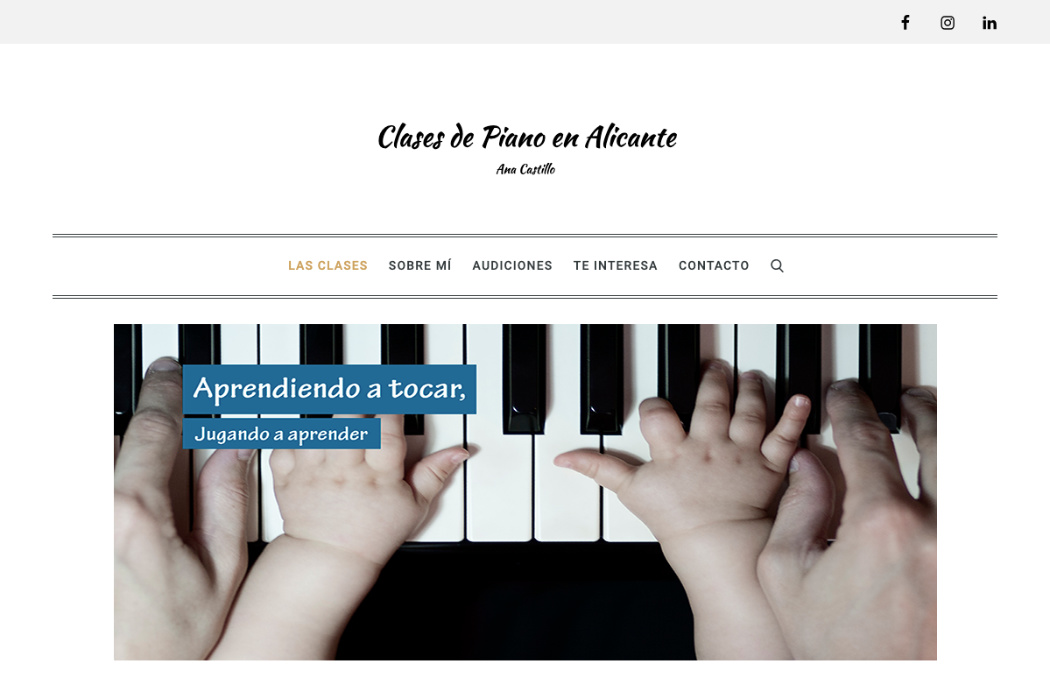 Clases de Piano en Alicante
Ana Castillo
LAS CLASES SOBRE MÍ AUDICIONES TE INTERESA CONTACTO
Aprendiendo a tocar,
Jugando a aprender